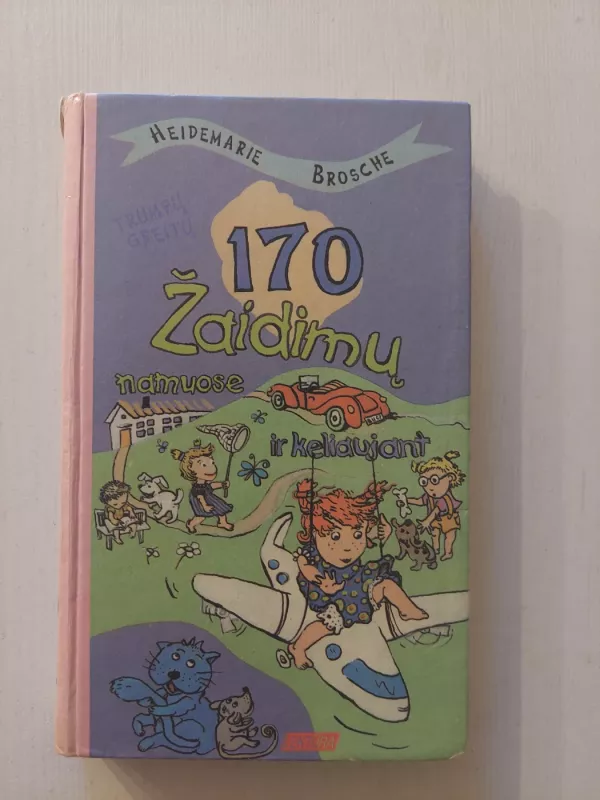 HEIDEMARIE BROSCHE
TRUMPŲ
GREITŲ
170
Žaidimų
namuose
ir keliaujant